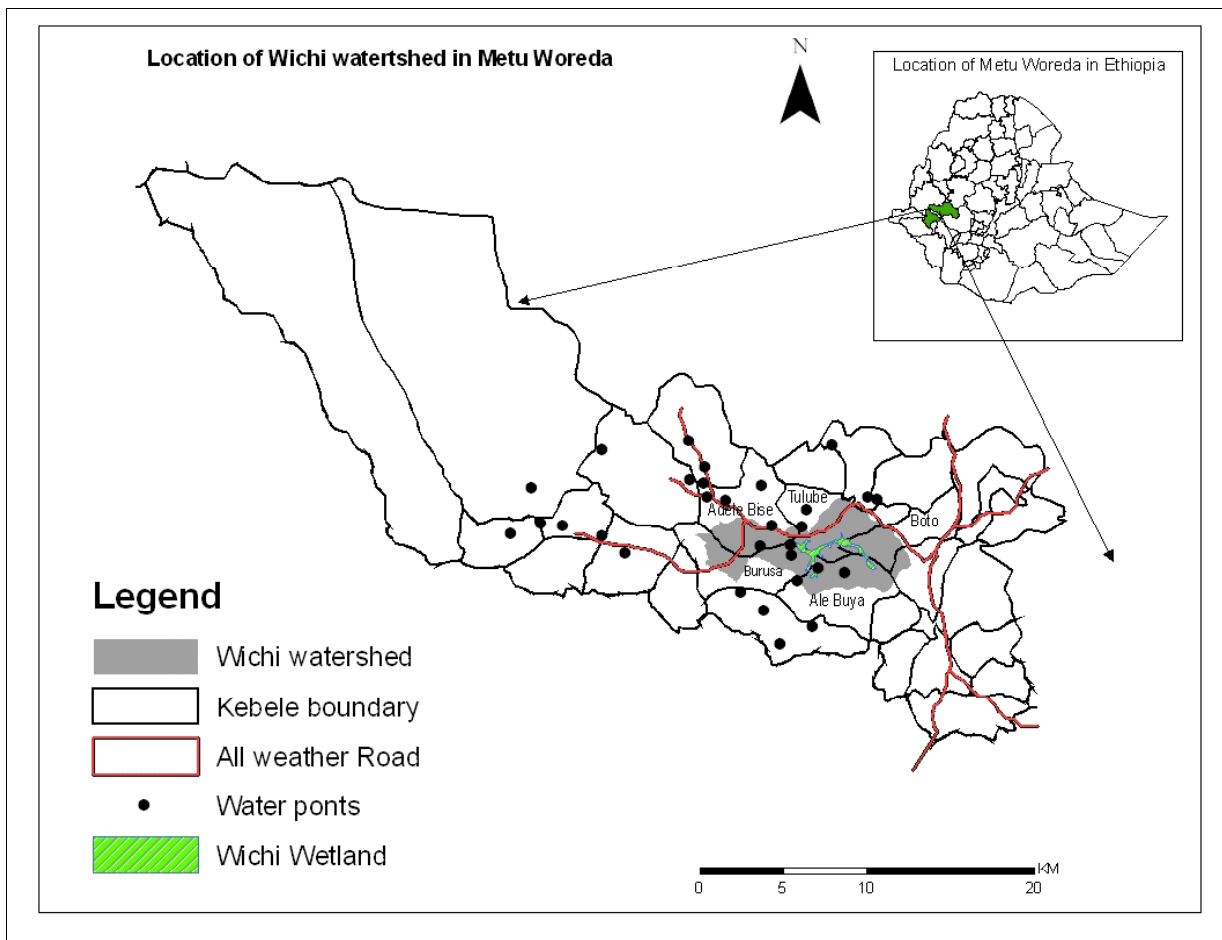 Location of Wichi watertshed in Metu Woreda
N
Location of Metu Woreda in Ethiopia
Tulube
Adele Bise
Boto
Burusa
Ale Buya
Legend
Wichi watershed
Kebele boundary
All weather Road
Water ponts
Wichi Wetland
KM
0 5 10 20